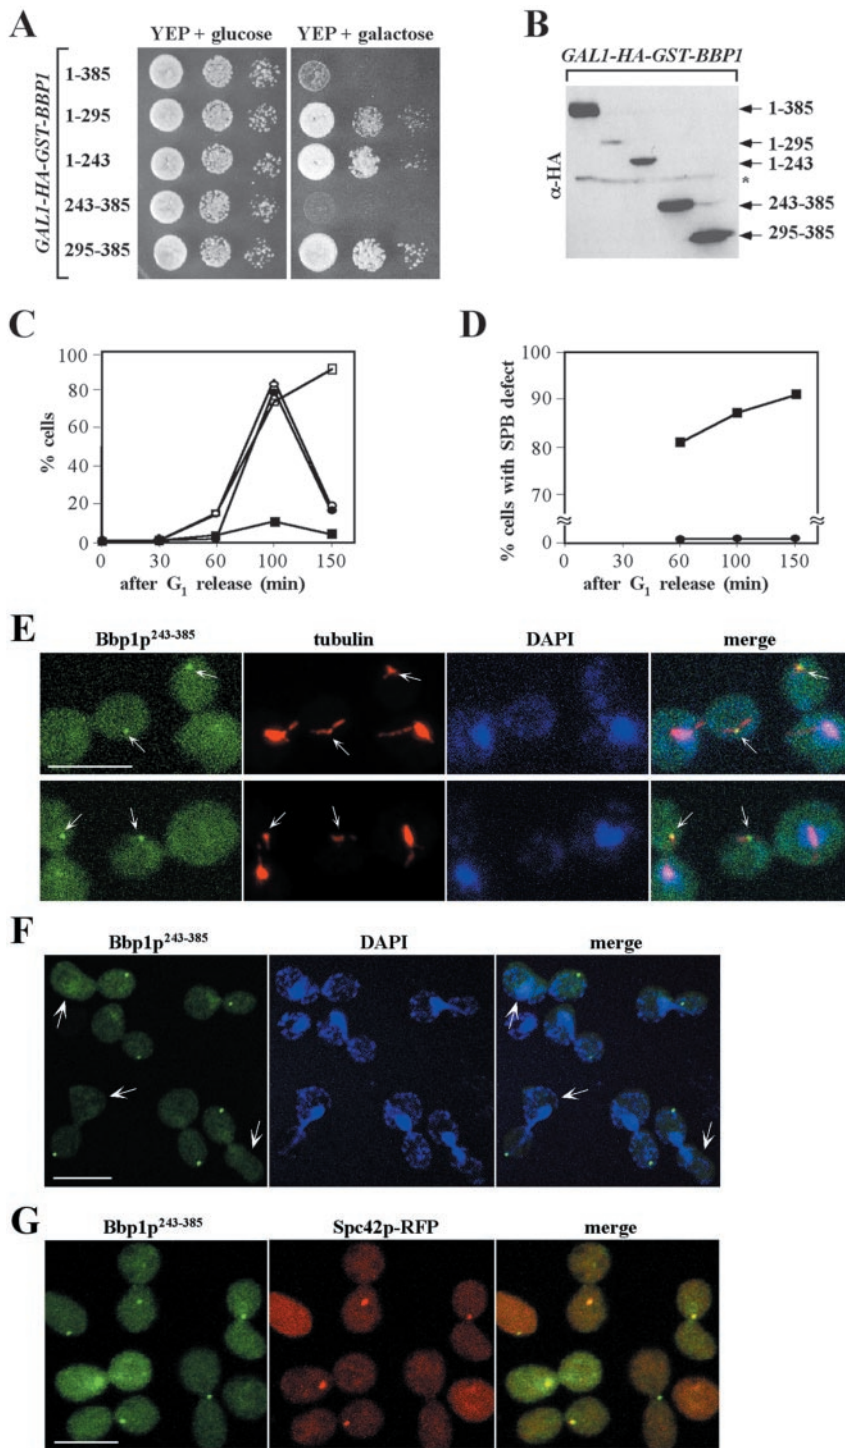 A
B
YEP + glucose
YEP + galactose
GAL1-HA-GST-BBP1
1-385
1-295
1-243
243-385
295-385
GAL1-HA-GST-BBP1
α-HA
1-385
1-295
1-243
*
243-385
295-385
C
D
% cells
100
80
60
40
20
0
0 30 60 100 150
after G1 release (min)
% cells with SPB defect
100
90
80
70
0
0 30 60 100 150
after G1 release (min)
E
Bbp1p243-385
tubulin
DAPI
merge
F
Bbp1p243-385
DAPI
merge
G
Bbp1p243-385
Spc42p-RFP
merge